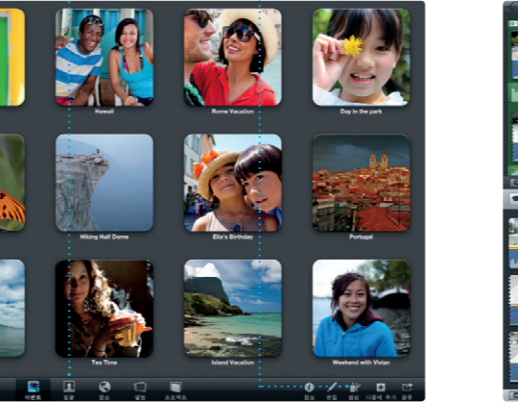 Hawaii
Rome Vacation
Day in the park
Hiking Half Dome
Ella's Birthday
Portugal
Tea Time
Island Vacation
Weekend with Vivian
이벤트 얼굴 장소 앨범 프로젝트 정보 편집 생성 다음에 추가 공유